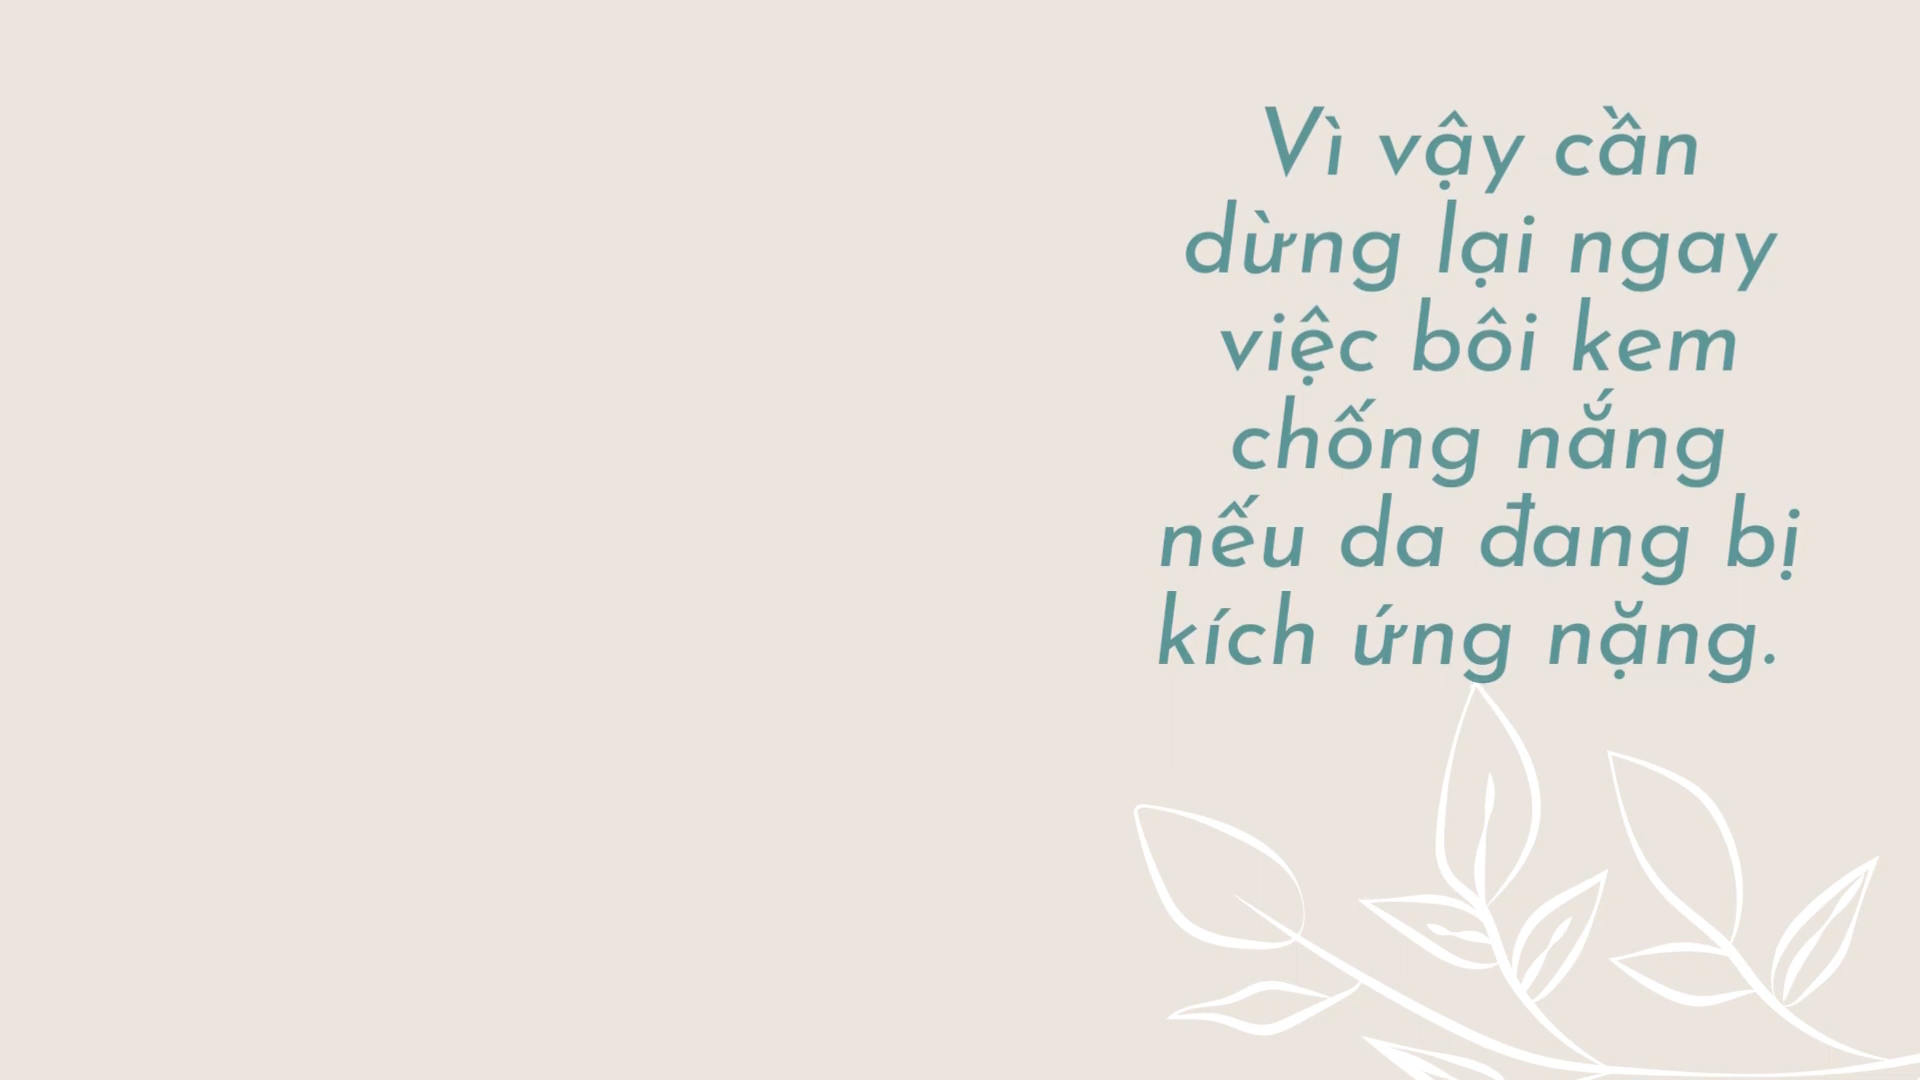 Vì vậy cần
dừng lại ngay
việc bôi kem
chống nắng
nếu da đang bị
kích ứng nặng.